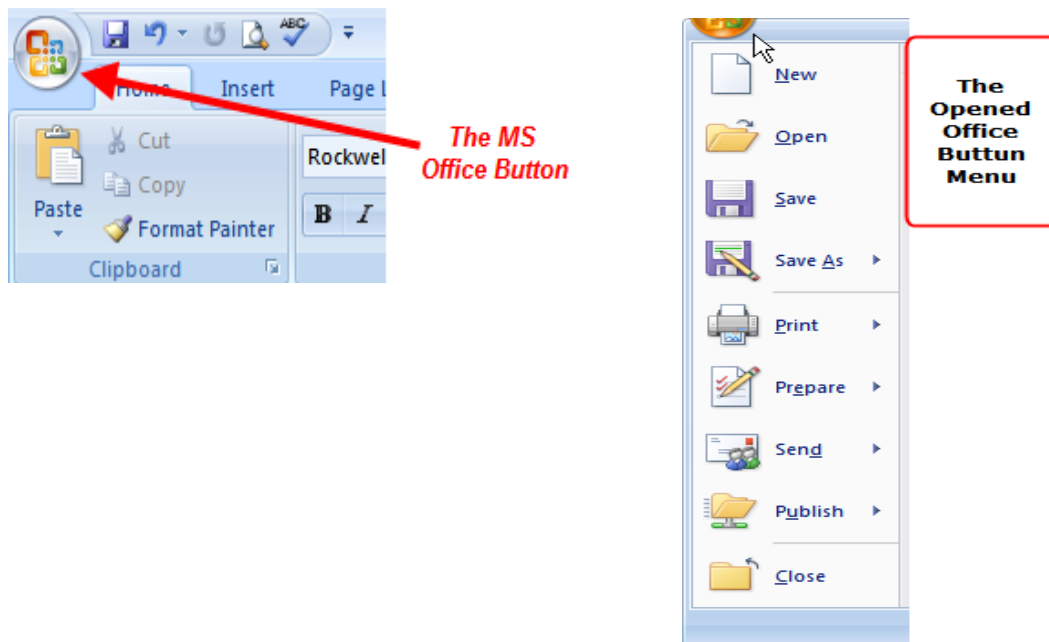 ABC
Home Insert Page L
Cut
Copy
Paste
Format Painter
Clipboard
Rockwel
B I
The MS
Office Button
New
Open
Save
Save As
Print
Prepare
Send
Publish
Close
The
Opened
Office
Buttun
Menu